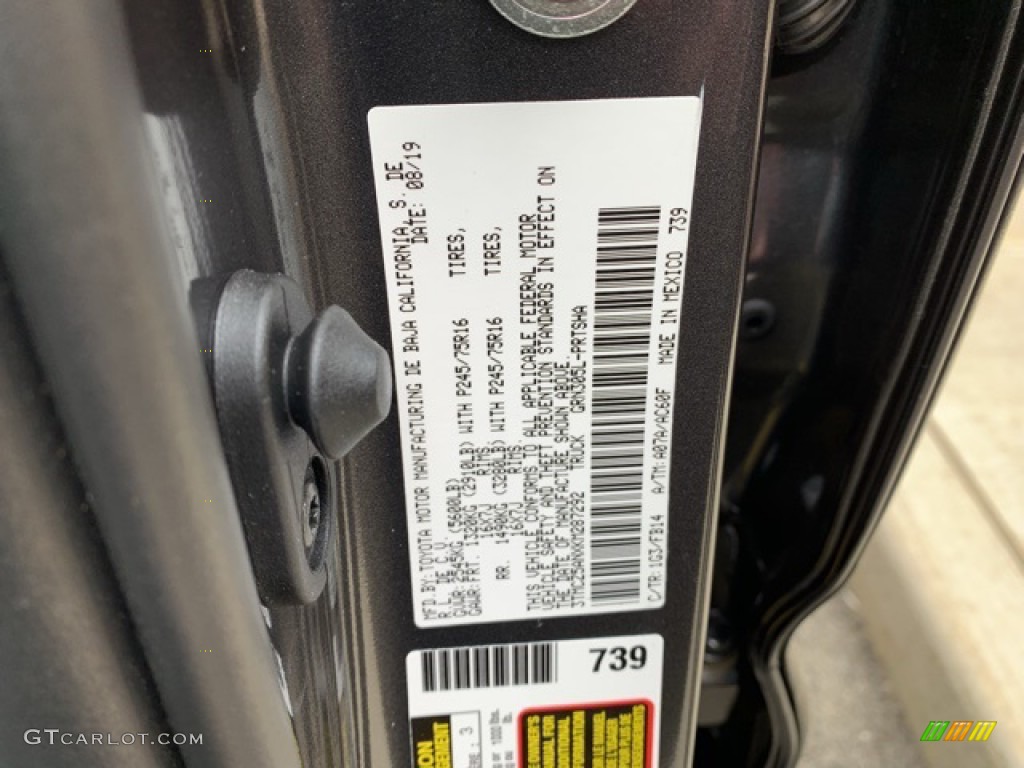 MFD BY: TOYOTA MOTOR MANUFACTURING DE BAJA CALIFORNIA, S. DE
R.L. DE C.V. DATE: 08/19
GVWR: 2545KG (5600LB)
GAWR: FRT. 1320KG (2910LB) WITH P245/75R16 TIRES,
16X7J RIMS,
RR. 1490KG (3280LB) WITH P245/75R16 TIRES,
16X7J RIMS.
THIS VEHICLE CONFORMS TO ALL APPLICABLE FEDERAL MOTOR
VEHICLE SAFETY AND THEFT PREVENTION STANDARDS IN EFFECT ON
THE DATE OF MANUFACTURE SHOWN ABOVE.
TRUCK GRN305L-PRTSHA
C/TR: 1G3/FB14 A/TM: A07A/AC60F MADE IN MEXICO 739
739
3
1000 lbs.
GTCARLOT.COM